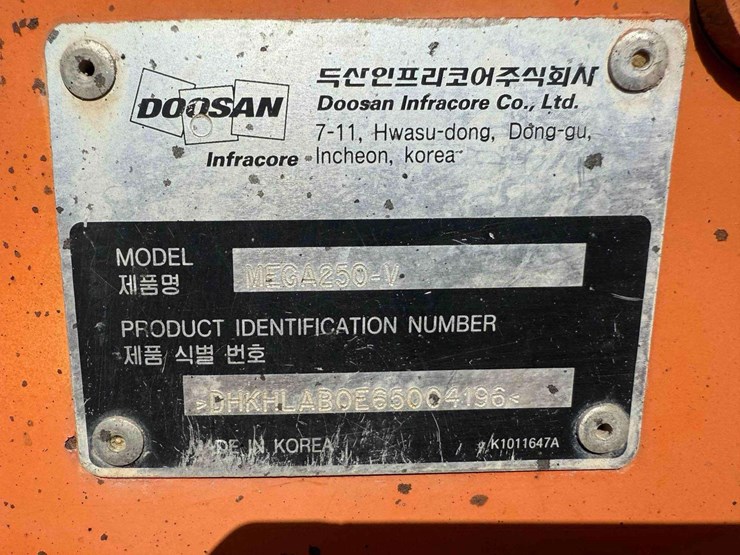 DOOSAN
Infracore
두산인프라코어주식회사
Doosan Infracore Co., Ltd.
7-11, Hwasu-dong, Dong-gu,
Incheon, korea
MODEL
제품명
MEGA250-V
PRODUCT IDENTIFICATION NUMBER
제품 식별 번호
>DHKHLAB0E65004196<
MADE IN KOREA
K1011647A